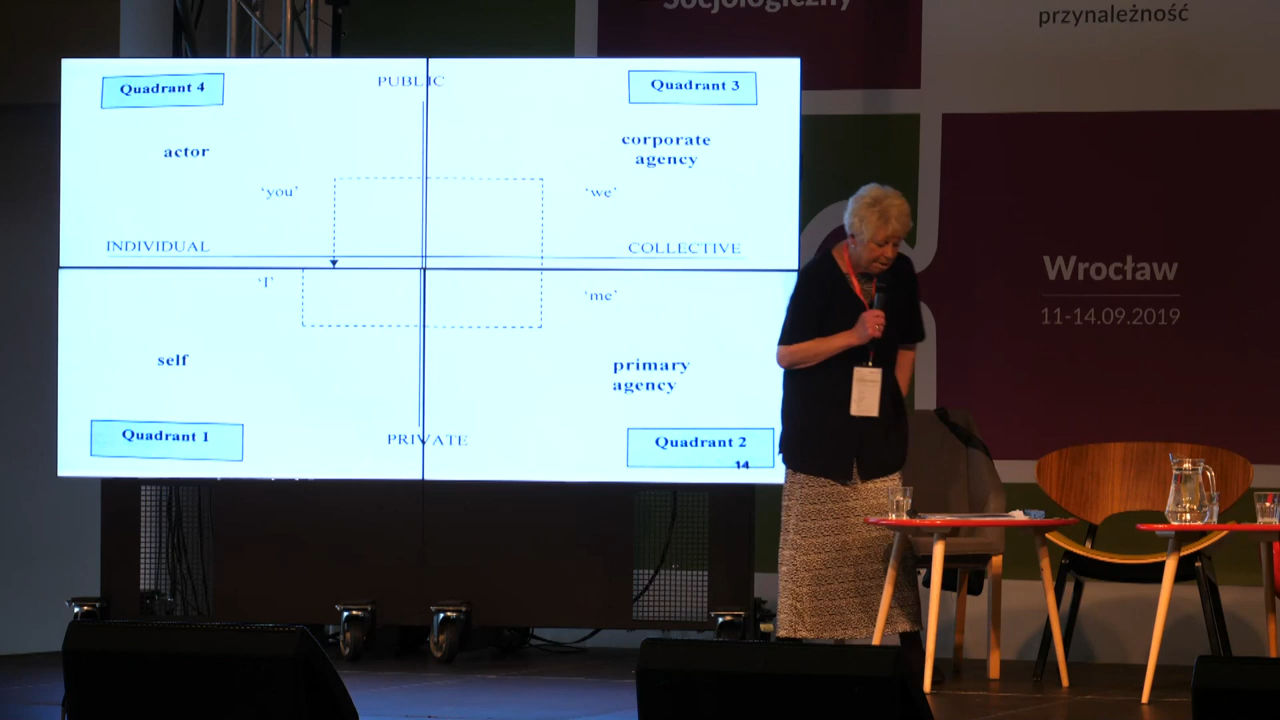 Socjologiczny
przynależność
Quadrant 4
PUBLIC
Quadrant 3
actor
corporate
agency
‘you’
‘we’
INDIVIDUAL
COLLECTIVE
‘I’
‘me’
self
primary
agency
Quadrant 1
PRIVATE
Quadrant 2
14
Wrocław
11-14.09.2019